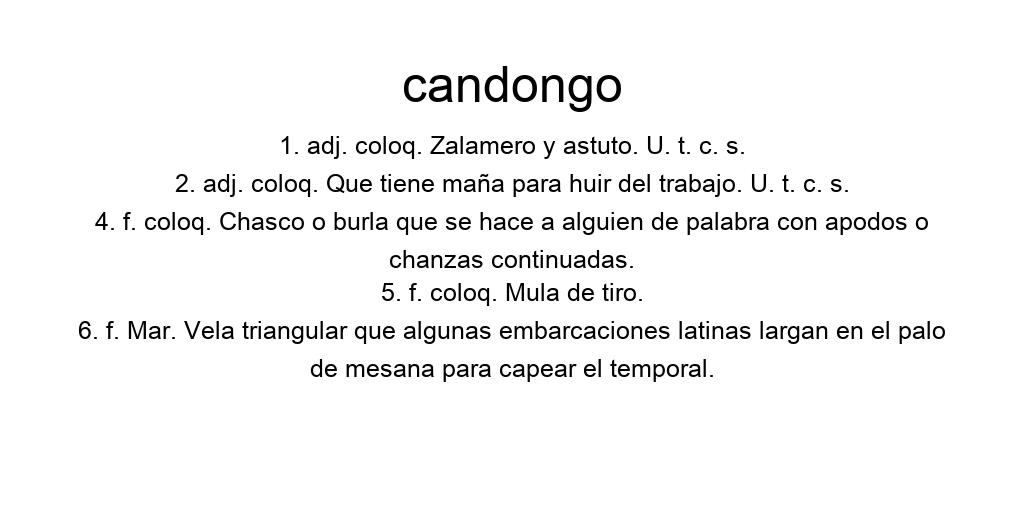 candongo
1. adj. coloq. Zalamero y astuto. U. t. c. s.
2. adj. coloq. Que tiene maña para huir del trabajo. U. t. c. s.
4. f. coloq. Chasco o burla que se hace a alguien de palabra con apodos o
chanzas continuadas.
5. f. coloq. Mula de tiro.
6. f. Mar. Vela triangular que algunas embarcaciones latinas largan en el palo
de mesana para capear el temporal.